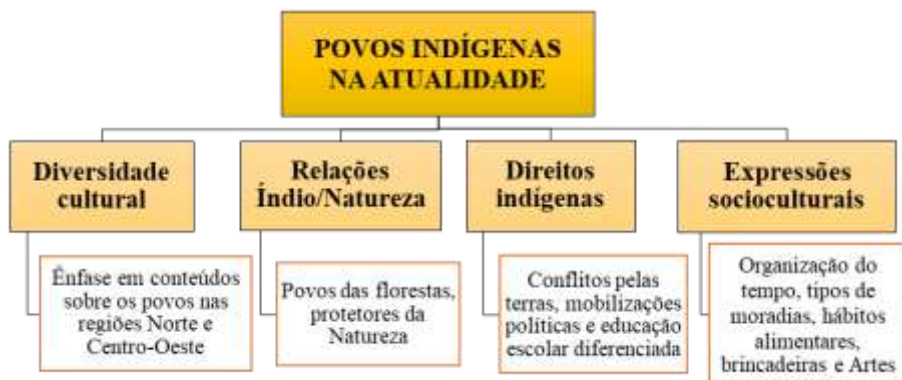 POVOS INDÍGENAS
NA ATUALIDADE
Diversidade
cultural
Ênfase em conteúdos
sobre os povos nas
regiões Norte e
Centro-Oeste
Relações
Índio/Natureza
Povos das florestas,
protetores da
Natureza
Direitos
indígenas
Conflitos pelas
terras, mobilizações
políticas e educação
escolar diferenciada
Expressões
socioculturais
Organização do
tempo, tipos de
moradias, hábitos
alimentares,
brincadeiras e Artes